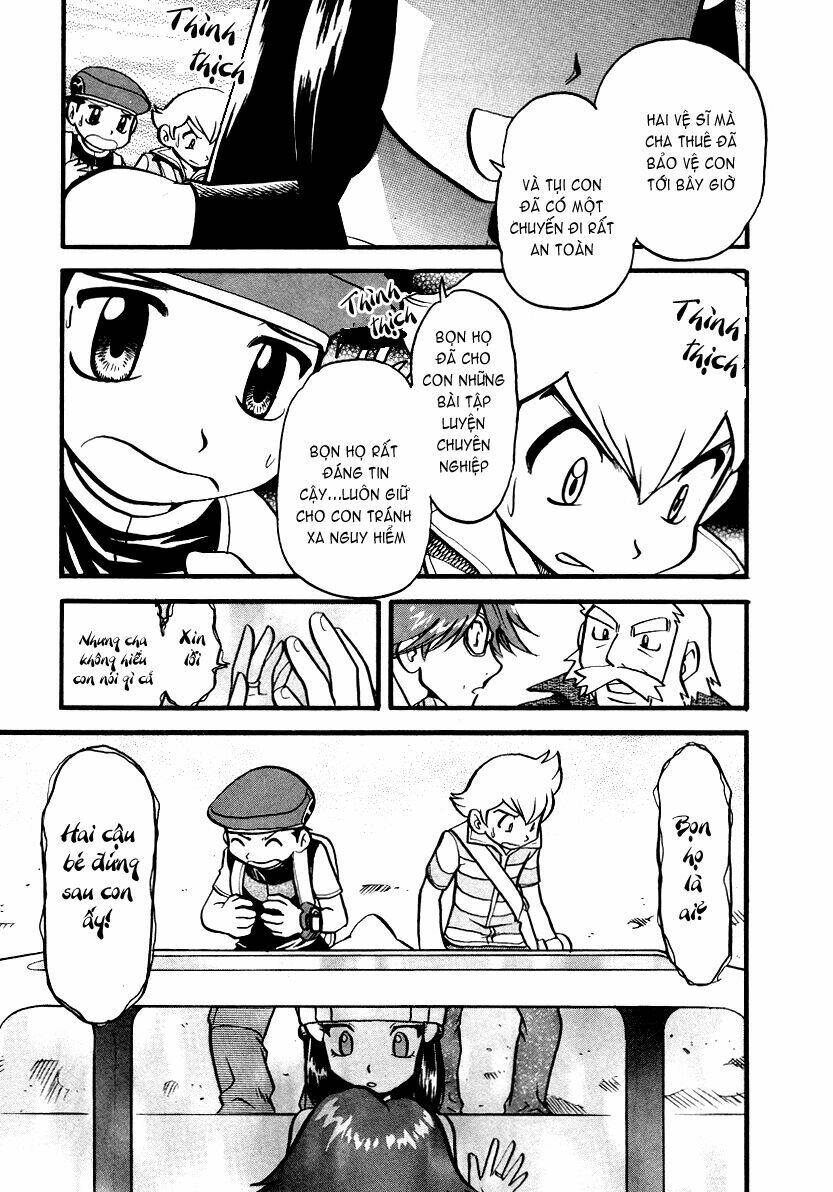 Thình
thịch
HAI VỆ SĨ MÀ
CHA THUÊ ĐÃ
BẢO VỆ CON
TỚI BÂY GIỜ
VÀ TỤI CON
ĐÃ CÓ MỘT
CHUYẾN ĐI RẤT
AN TOÀN
Thình
thịch
Thình
thịch
BỌN HỌ
ĐÃ CHO
CON NHỮNG
BÀI TẬP
LUYỆN
CHUYÊN
NGHIỆP
BỌN HỌ RẤT
ĐÁNG TIN
CẬY...LUÔN GIỮ
CHO CON TRÁNH
XA NGUY HIỂM
Xin
lỗi
Nhưng cha
không hiểu
con nói gì cả
Bọn
họ
là
ai?
Hai cậu
bé đứng
sau con
ấy!